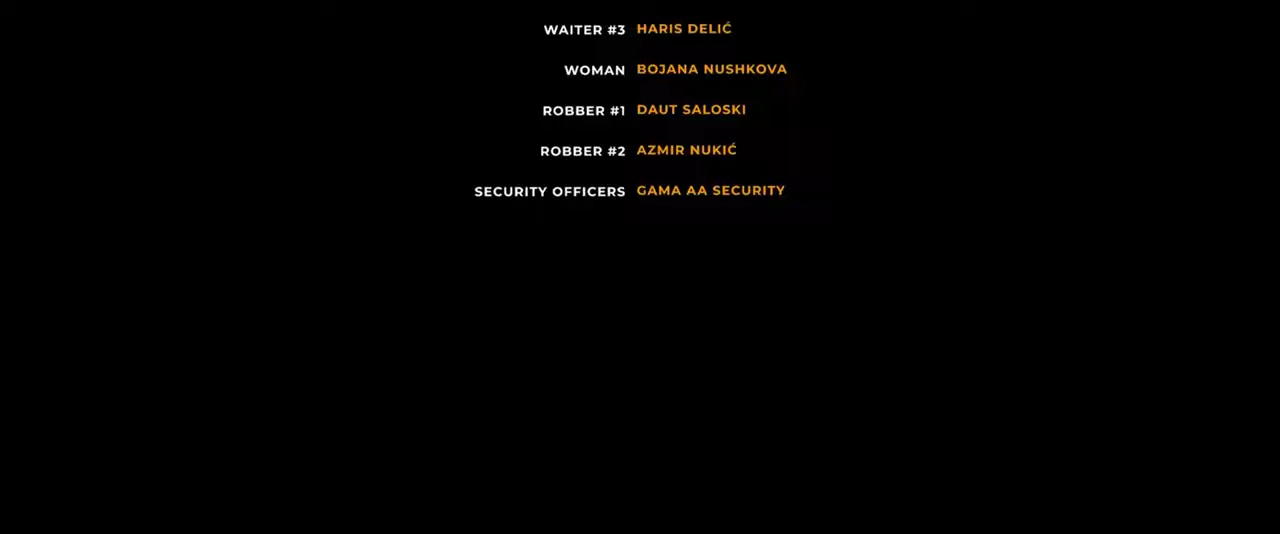 WAITER #3 HARIS DELIĆ
WOMAN BOJANA NUSHKOVA
ROBBER #1 DAUT SALOSKI
ROBBER #2 AZMIR NUKIĆ
SECURITY OFFICERS GAMA AA SECURITY